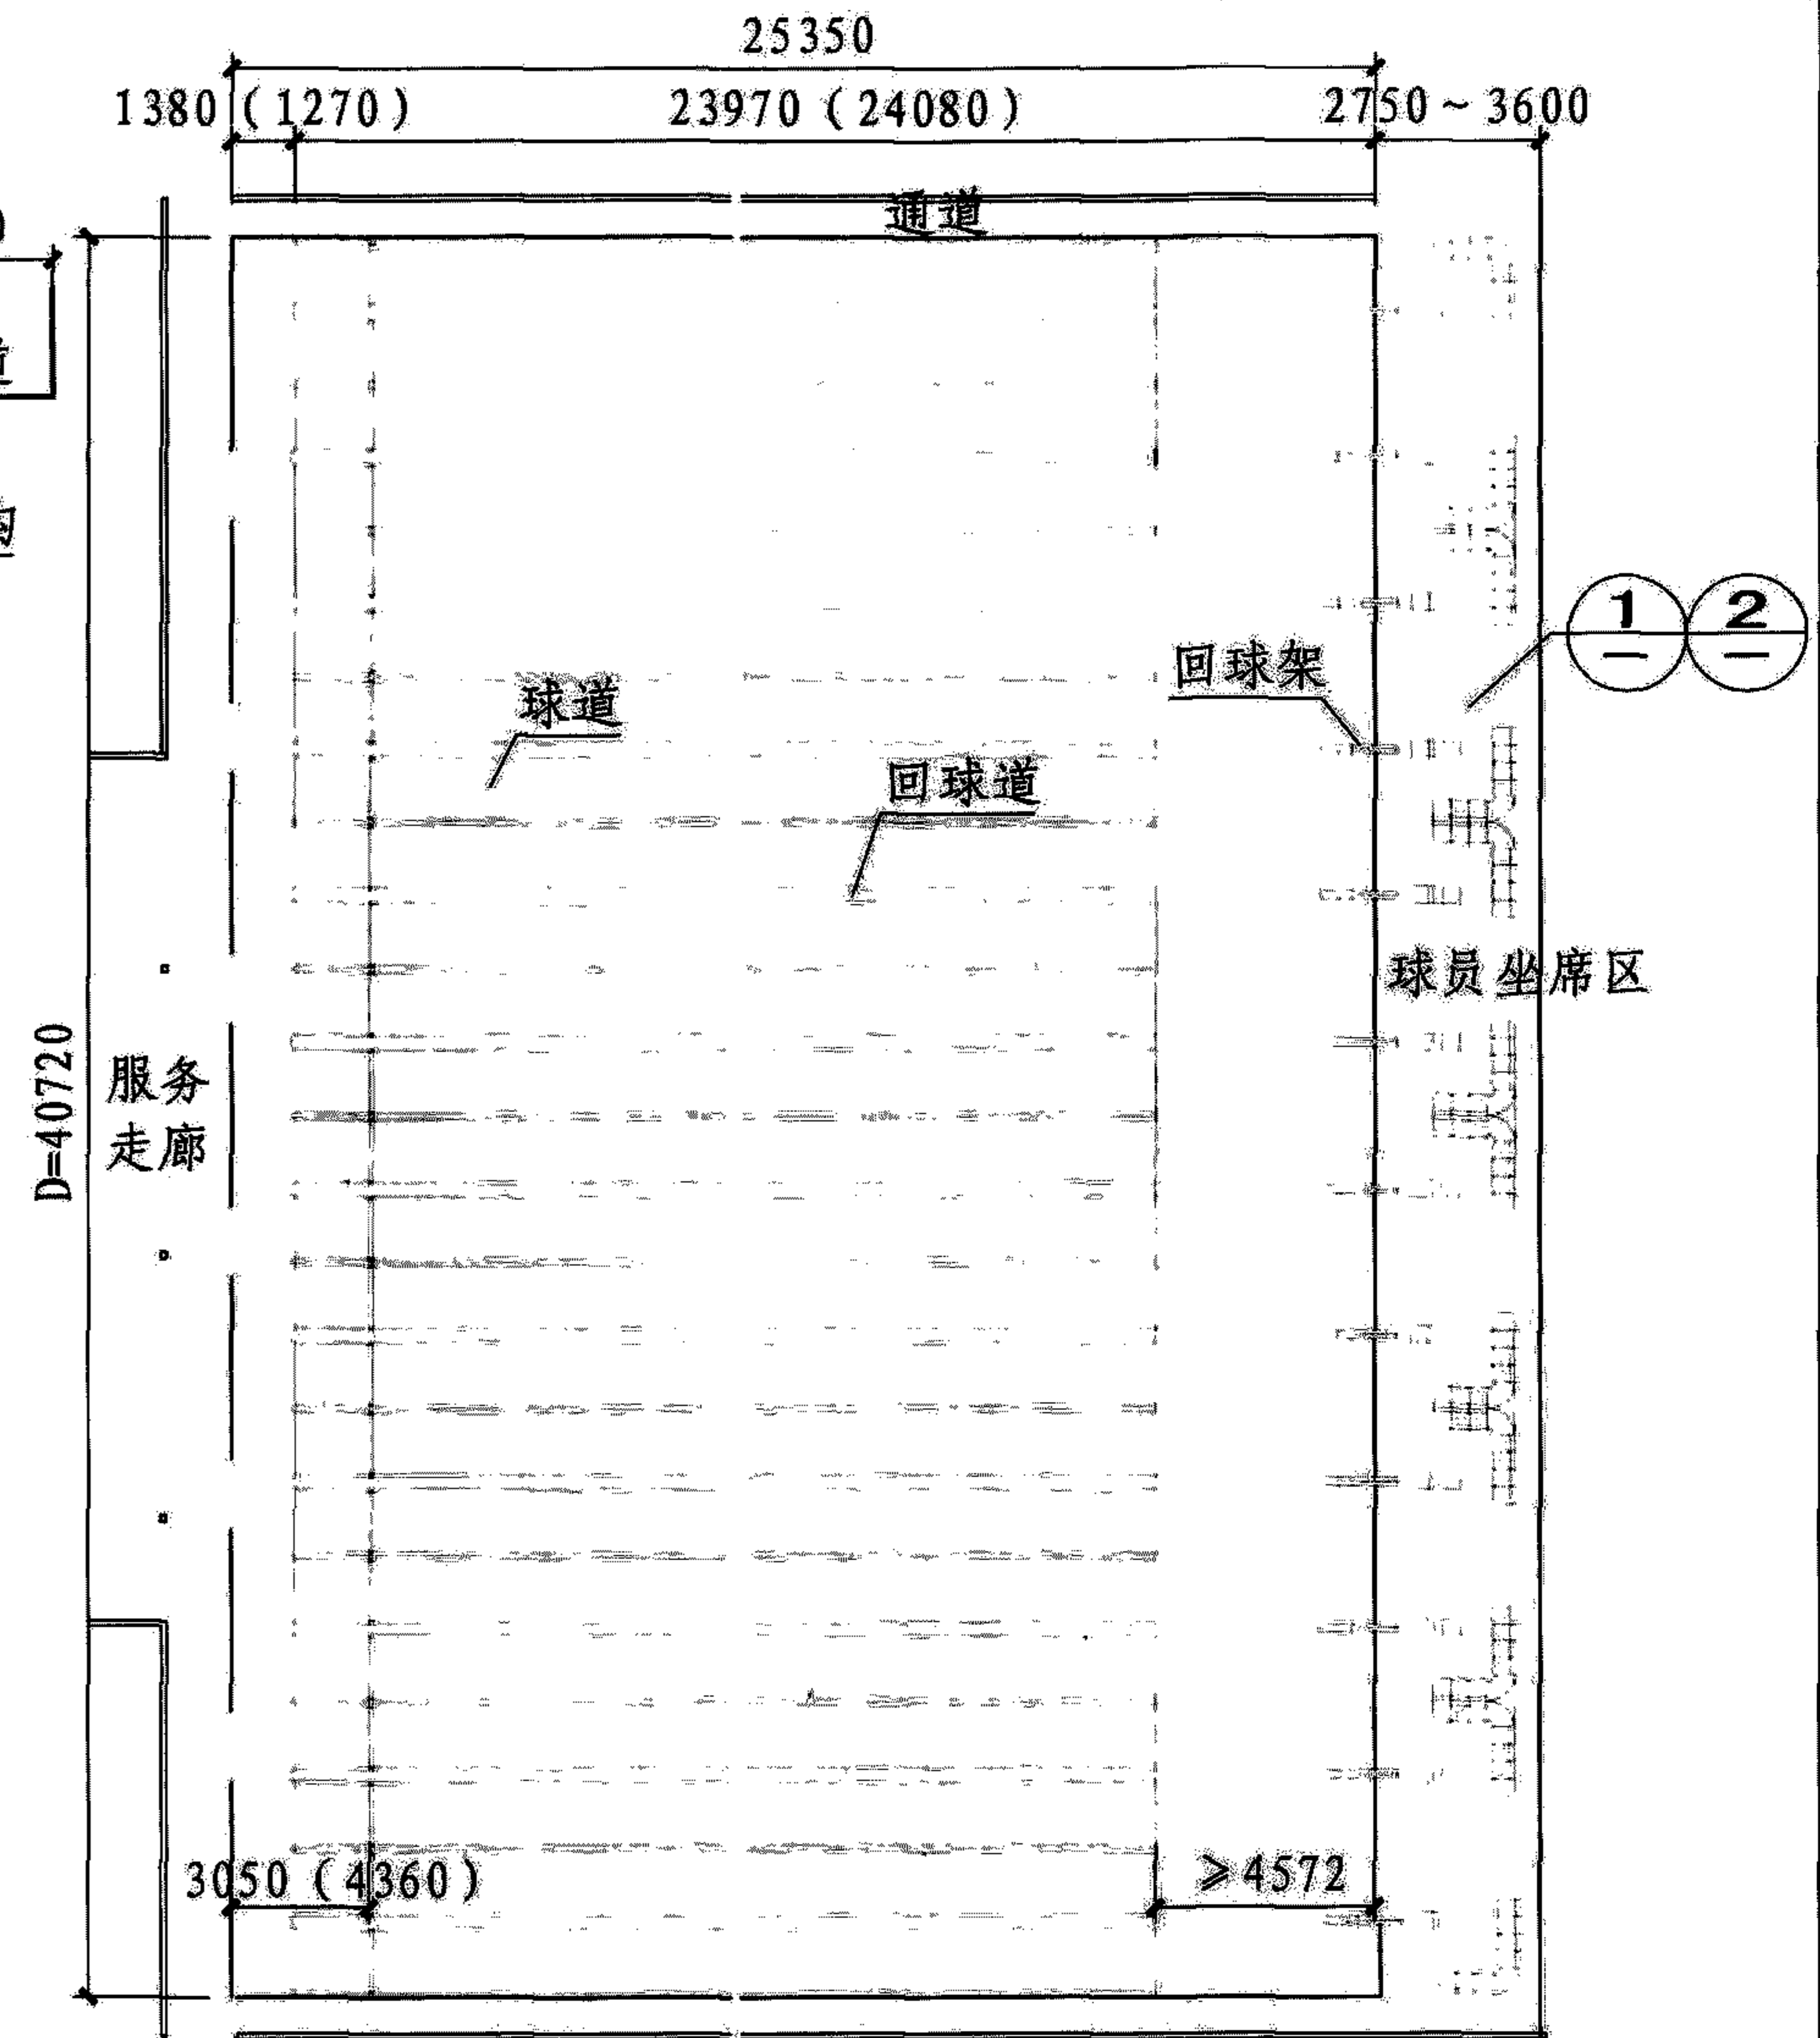 25350
1380(1270)
23970(24080)
2750~3600
通道
1
2
回球架
球道
回球道
球员坐席区
服务
走廊
D=40720
3050(4360)
≥4572